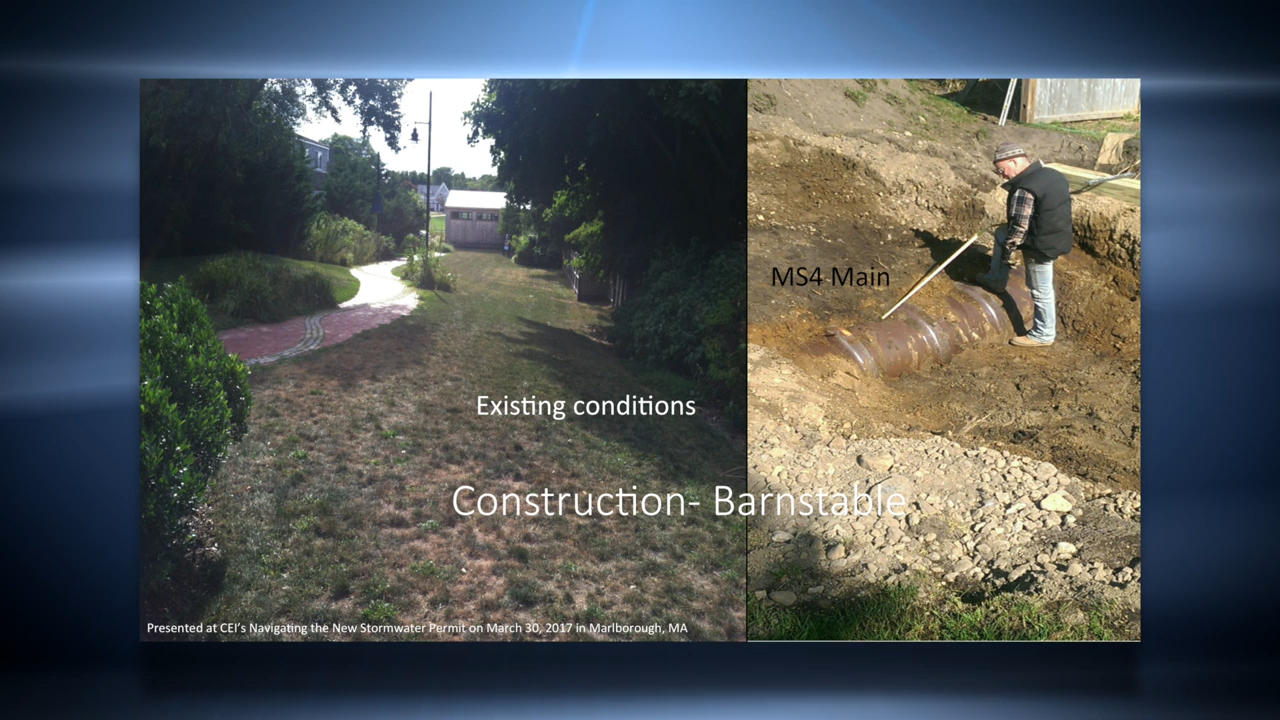 MS4 Main
Existing conditions
Construction- Barnstable
Presented at CEI's Navigating the New Stormwater Permit on March 30, 2017 in Marlborough, MA